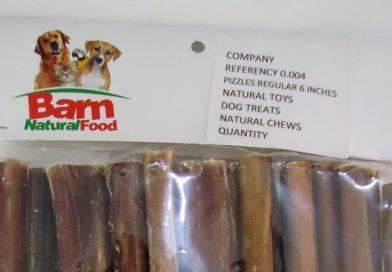 Barn
NaturalFood
COMPANY
REFERENCY 0.004
PIZZLES REGULAR 6 INCHES
NATURAL TOYS
DOG TREATS
NATURAL CHEWS
QUANTITY